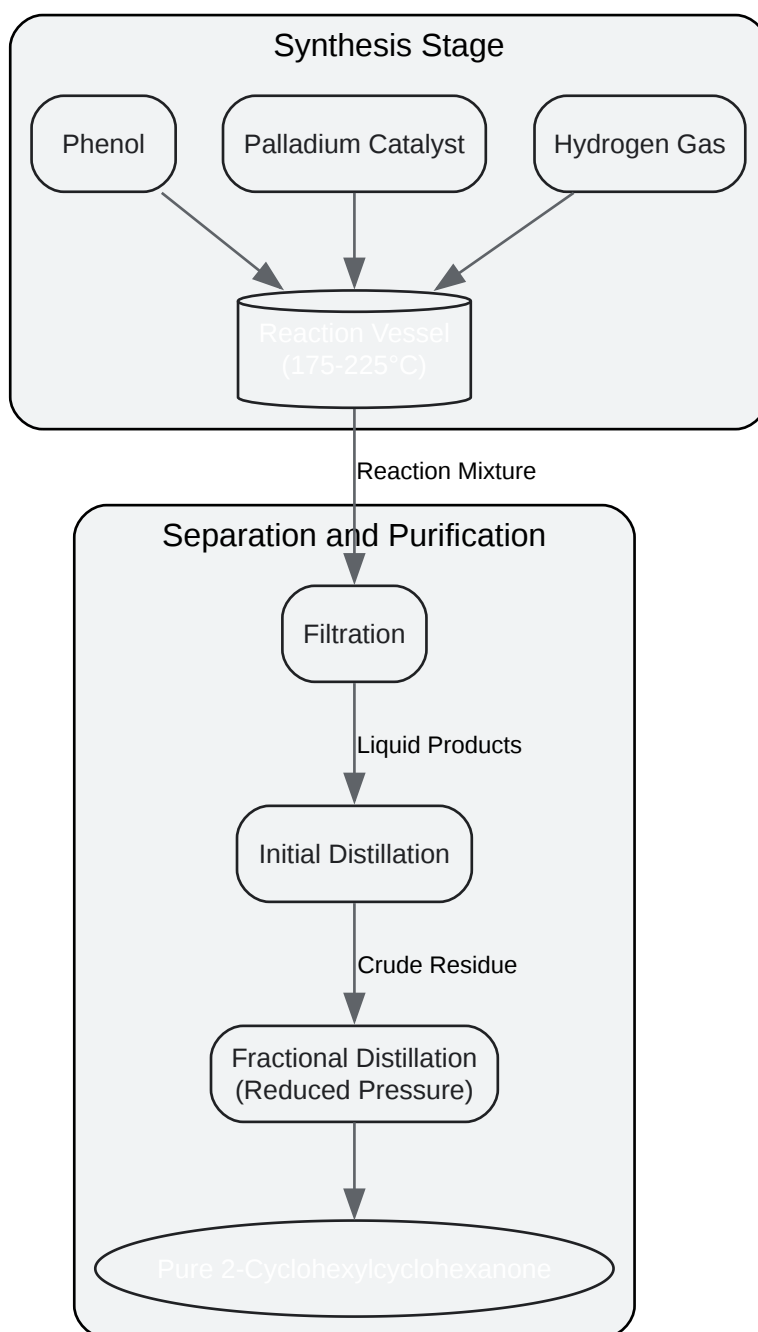 Synthesis Stage
Phenol
Palladium Catalyst
Hydrogen Gas
Reaction Vessel
(175-225°C)
Reaction Mixture
Separation and Purification
Filtration
Liquid Products
Initial Distillation
Crude Residue
Fractional Distillation
(Reduced Pressure)
Pure 2-Cyclohexylcyclohexanone